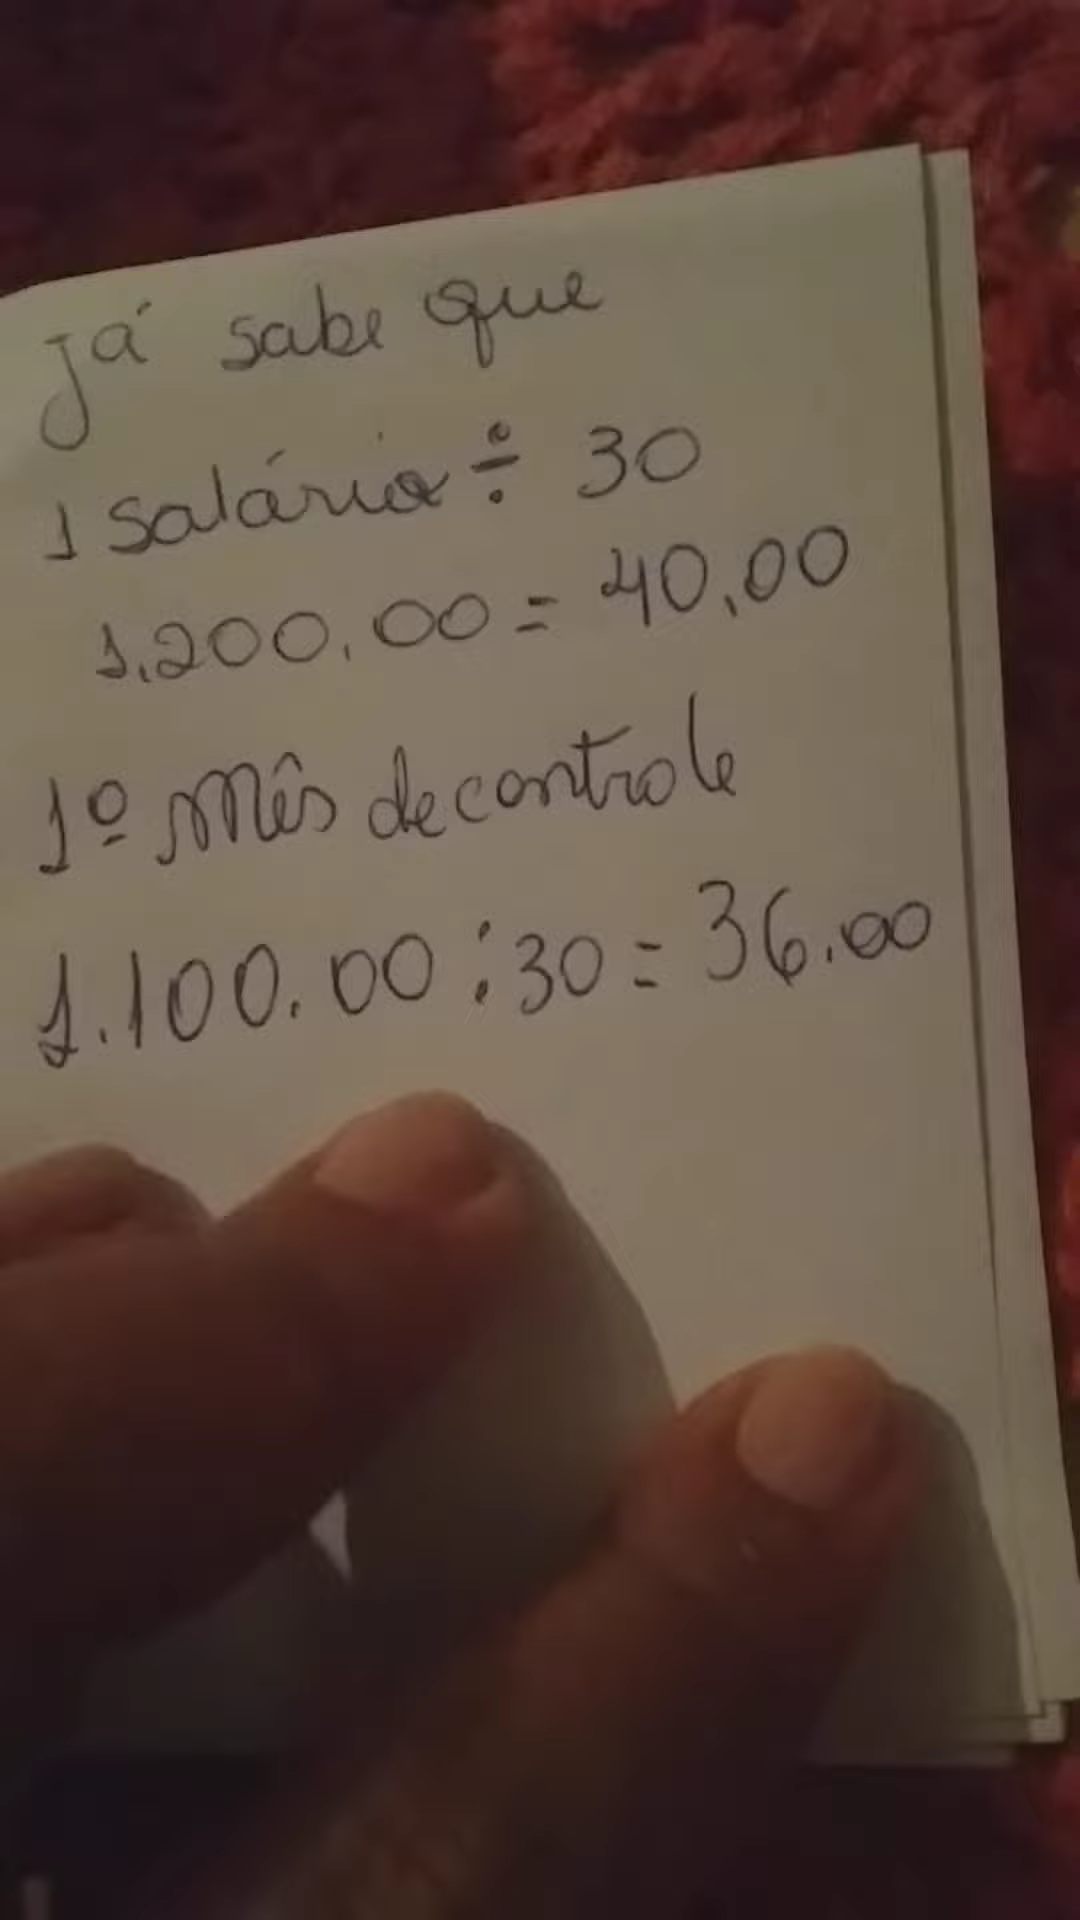 já sabe que
1 salário ÷ 30
1.200,00 = 40,00
1º Mês de controle
1.100.00 : 30 = 36.00